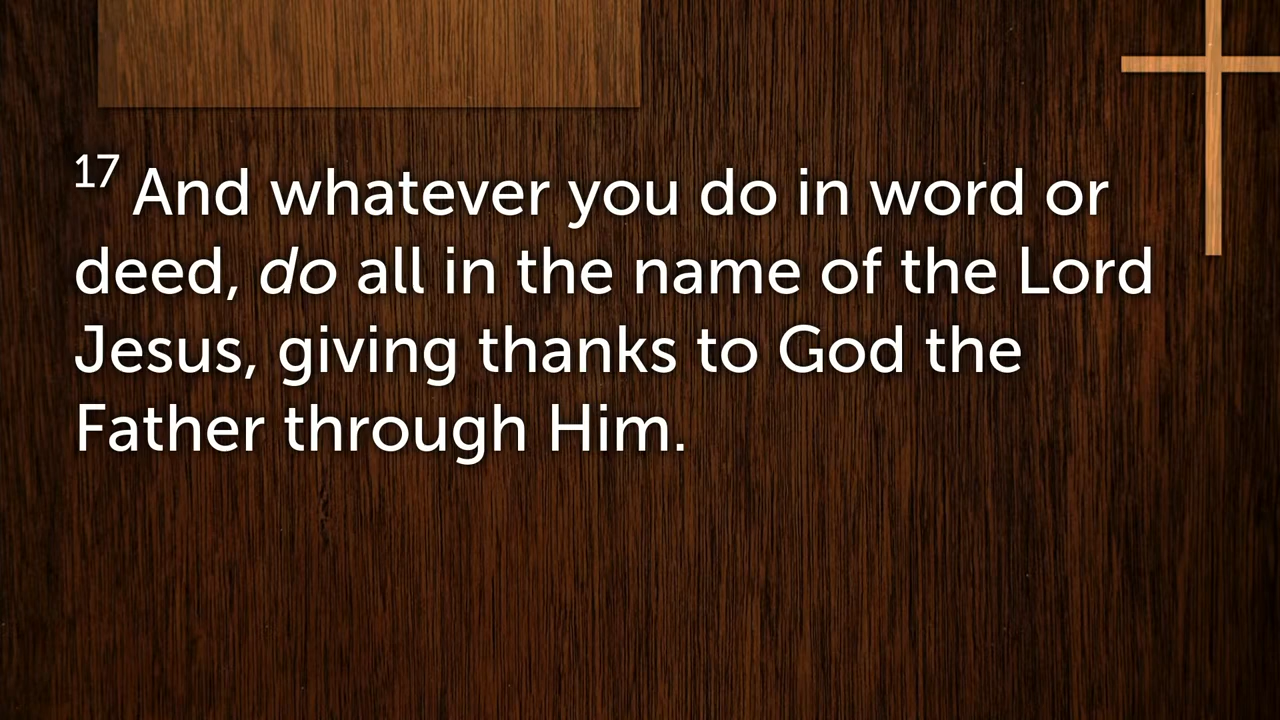 17 And whatever you do in word or
deed, do all in the name of the Lord
Jesus, giving thanks to God the
Father through Him.